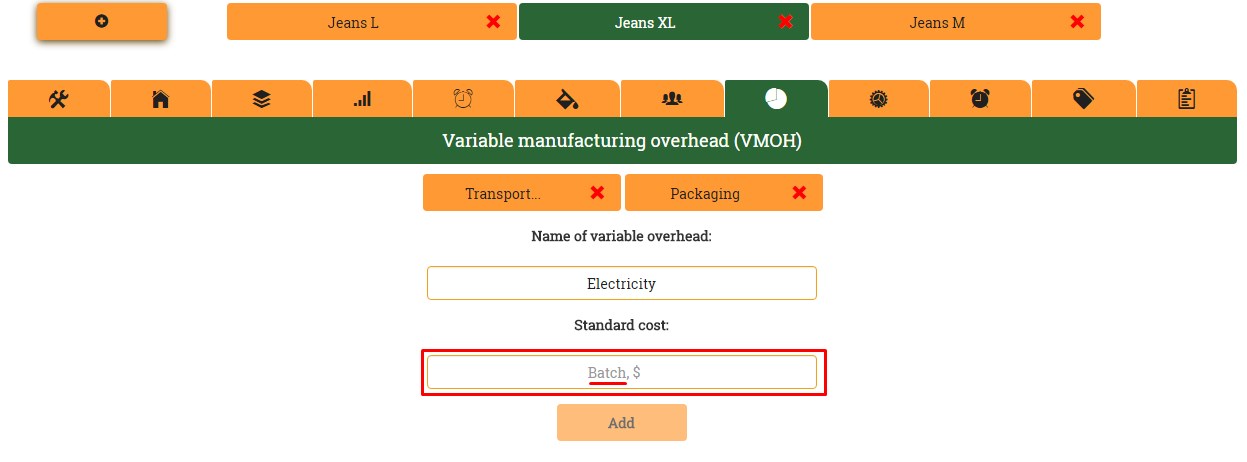 Jeans L
Jeans XL
Jeans M
Variable manufacturing overhead (VMOH)
Transport...
Packaging
Name of variable overhead:
Electricity
Standard cost:
Batch, $
Add